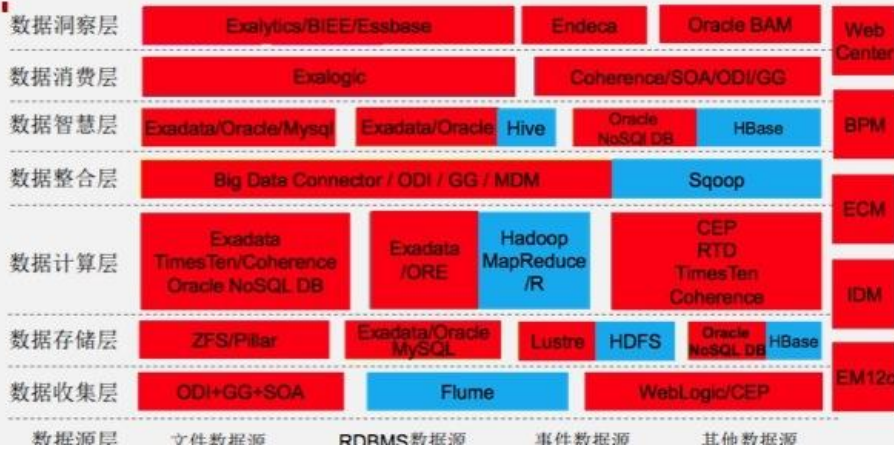 数据洞察层
Exalytics/BIEE/Essbase
Endeca
Oracle BAM
Web
Center
数据消费层
Exalogic
Coherence/SOA/ODI/GG
数据智慧层
Exadata/Oracle/Mysql
Exadata/Oracle
Hive
Oracle
NoSQl DB
HBase
BPM
数据整合层
Big Data Connector / ODI / GG / MDM
Sqoop
ECM
数据计算层
Exadata
TimesTen/Coherence
Oracle NoSQL DB
Exadata
/ORE
Hadoop
MapReduce
/R
CEP
RTD
TimesTen
Coherence
IDM
数据存储层
ZFS/Pillar
Exadata/Oracle
MySQL
Lustre
HDFS
Oracle
NoSQL DB
HBase
EM12c
数据收集层
ODI+GG+SOA
Flume
WebLogic/CEP
数据源层
文件数据源
RDBMS数据源
事件数据源
其他数据源